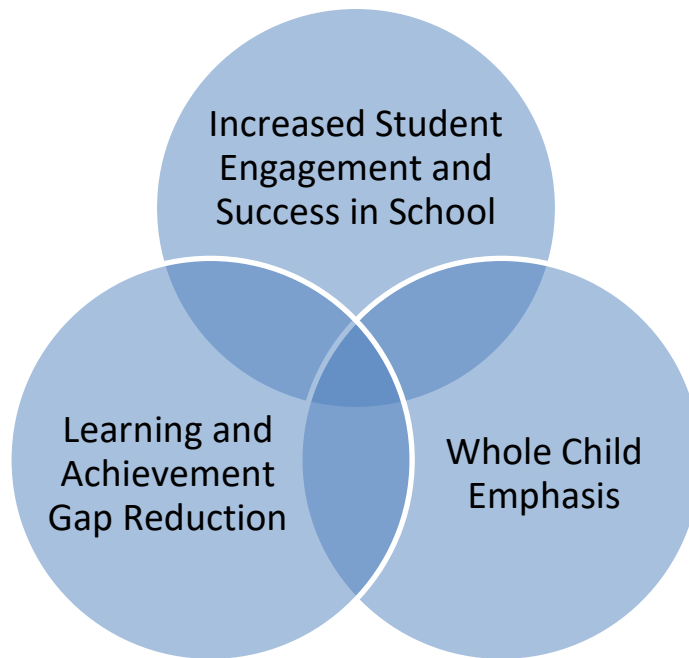 Increased Student
Engagement and
Success in School
Learning and
Achievement
Gap Reduction
Whole Child
Emphasis